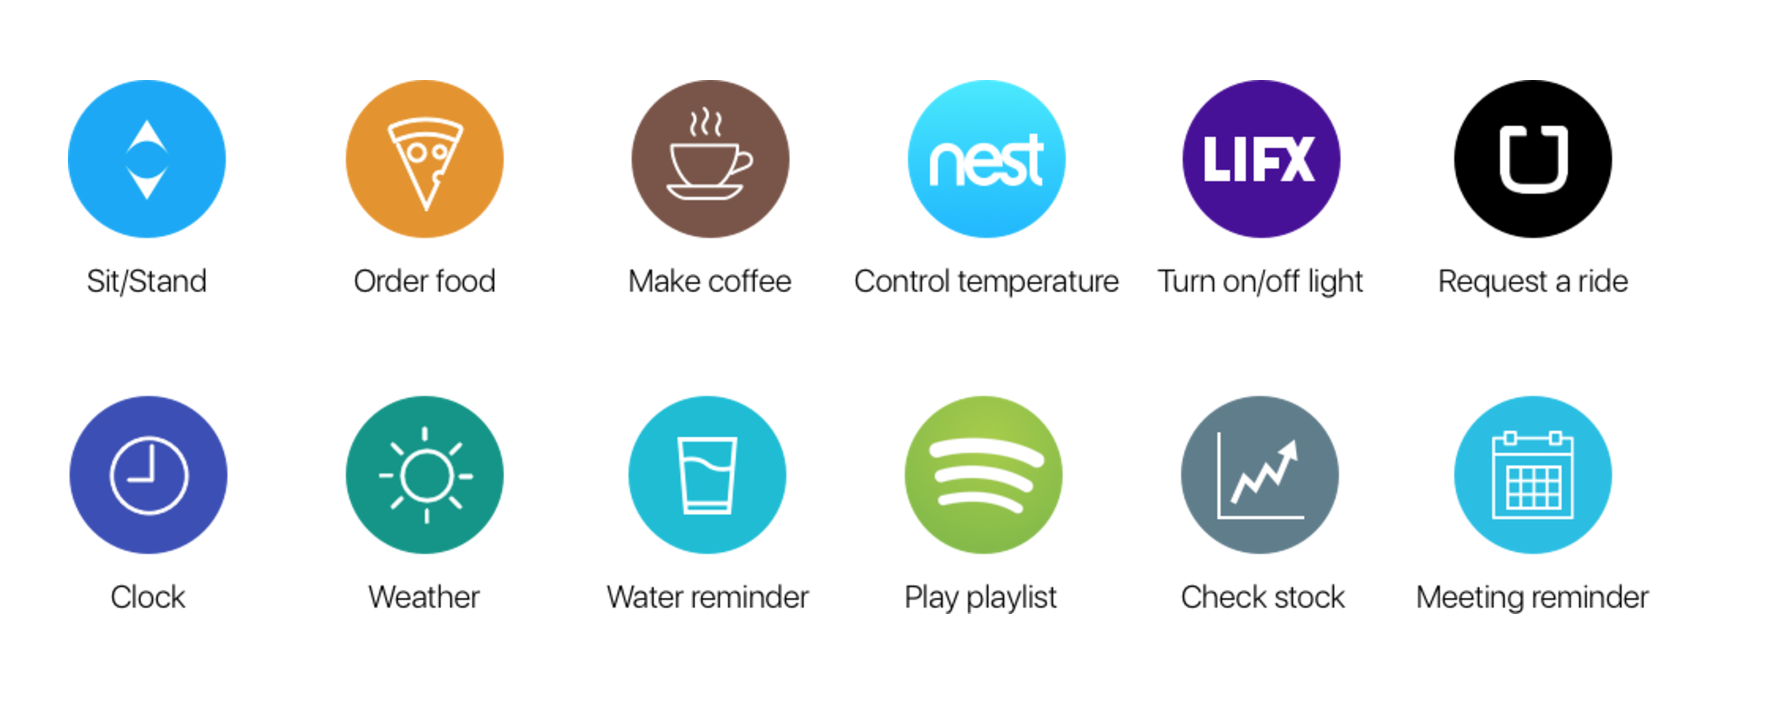 nest
LIFX
Sit/Stand
Order food
Make coffee
Control temperature
Turn on/off light
Request a ride
Clock
Weather
Water reminder
Play playlist
Check stock
Meeting reminder